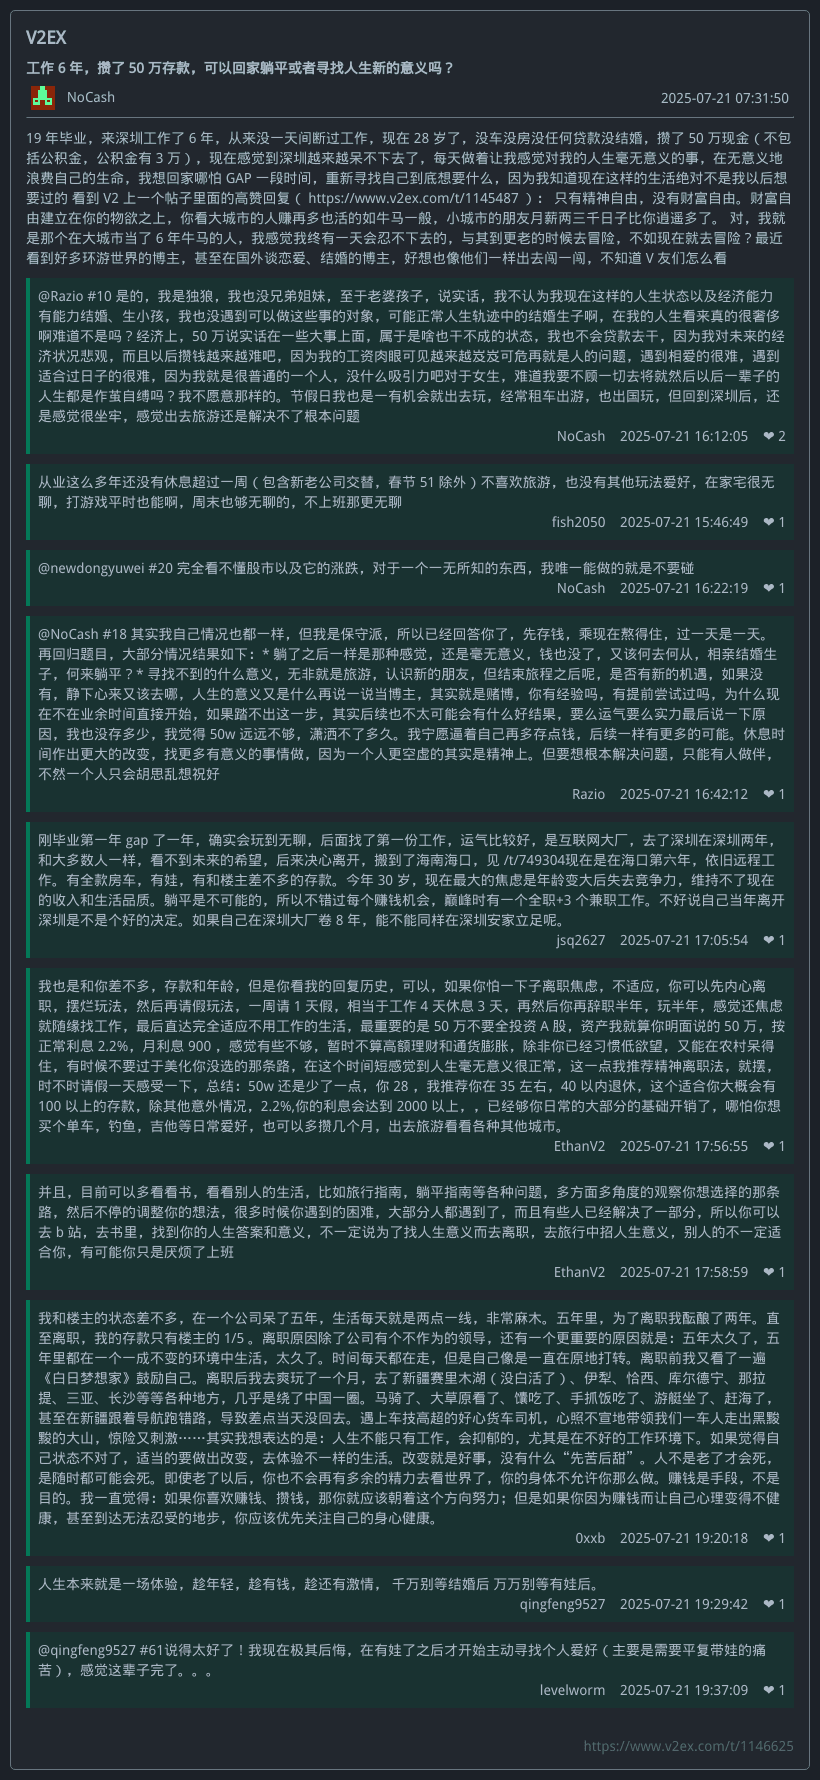 V2EX
工作 6 年，攒了 50 万存款，可以回家躺平或者寻找人生新的意义吗？
NoCash
2025-07-21 07:31:50
19 年毕业，来深圳工作了 6 年，从来没一天间断过工作，现在 28 岁了，没车没房没任何贷款没结婚，攒了 50 万现金（不包
括公积金，公积金有 3 万），现在感觉到深圳越来越呆不下去了，每天做着让我感觉对我的人生毫无意义的事，在无意义地
浪费自己的生命，我想回家哪怕 GAP 一段时间，重新寻找自己到底想要什么，因为我知道现在这样的生活绝对不是我以后想
要过的 看到 V2 上一个帖子里面的高赞回复（ https://www.v2ex.com/t/1145487 ）： 只有精神自由，没有财富自由。财富自
由建立在你的物欲之上，你看大城市的人赚再多也活的如牛马一般，小城市的朋友月薪两三千日子比你逍遥多了。 对，我就
是那个在大城市当了 6 年牛马的人，我感觉我终有一天会忍不下去的，与其到更老的时候去冒险，不如现在就去冒险？最近
看到好多环游世界的博主，甚至在国外谈恋爱、结婚的博主，好想也像他们一样出去闯一闯，不知道 V 友们怎么看
@Razio #10 是的，我是独狼，我也没兄弟姐妹，至于老婆孩子，说实话，我不认为我现在这样的人生状态以及经济能力
有能力结婚、生小孩，我也没遇到可以做这些事的对象，可能正常人生轨迹中的结婚生子啊，在我的人生看来真的很奢侈
啊难道不是吗？经济上，50 万说实话在一些大事上面，属于是啥也干不成的状态，我也不会贷款去干，因为我对未来的经
济状况悲观，而且以后攒钱越来越难吧，因为我的工资肉眼可见越来越岌岌可危再就是人的问题，遇到相爱的很难，遇到
适合过日子的很难，因为我就是很普通的一个人，没什么吸引力吧对于女生，难道我要不顾一切去将就然后以后一辈子的
人生都是作茧自缚吗？我不愿意那样的。节假日我也是一有机会就出去玩，经常租车出游，也出国玩，但回到深圳后，还
是感觉很坐牢，感觉出去旅游还是解决不了根本问题
NoCash 2025-07-21 16:12:05 ❤ 2
从业这么多年还没有休息超过一周（包含新老公司交替，春节 51 除外）不喜欢旅游，也没有其他玩法爱好，在家宅很无
聊，打游戏平时也能啊，周末也够无聊的，不上班那更无聊
fish2050 2025-07-21 15:46:49 ❤ 1
@newdongyuwei #20 完全看不懂股市以及它的涨跌，对于一个一无所知的东西，我唯一能做的就是不要碰
NoCash 2025-07-21 16:22:19 ❤ 1
@NoCash #18 其实我自己情况也都一样，但我是保守派，所以已经回答你了，先存钱，乘现在熬得住，过一天是一天。
再回归题目，大部分情况结果如下：* 躺了之后一样是那种感觉，还是毫无意义，钱也没了，又该何去何从，相亲结婚生
子，何来躺平？* 寻找不到的什么意义，无非就是旅游，认识新的朋友，但结束旅程之后呢，是否有新的机遇，如果没
有，静下心来又该去哪，人生的意义又是什么再说一说当博主，其实就是赌博，你有经验吗，有提前尝试过吗，为什么现
在不在业余时间直接开始，如果踏不出这一步，其实后续也不太可能会有什么好结果，要么运气要么实力最后说一下原
因，我也没存多少，我觉得 50w 远远不够，潇洒不了多久。我宁愿逼着自己再多存点钱，后续一样有更多的可能。休息时
间作出更大的改变，找更多有意义的事情做，因为一个人更空虚的其实是精神上。但要想根本解决问题，只能有人做伴，
不然一个人只会胡思乱想祝好
Razio 2025-07-21 16:42:12 ❤ 1
刚毕业第一年 gap 了一年，确实会玩到无聊，后面找了第一份工作，运气比较好，是互联网大厂，去了深圳在深圳两年，
和大多数人一样，看不到未来的希望，后来决心离开，搬到了海南海口，见 /t/749304现在是在海口第六年，依旧远程工
作。有全款房车，有娃，有和楼主差不多的存款。今年 30 岁，现在最大的焦虑是年龄变大后失去竞争力，维持不了现在
的收入和生活品质。躺平是不可能的，所以不错过每个赚钱机会，巅峰时有一个全职+3 个兼职工作。不好说自己当年离开
深圳是不是个好的决定。如果自己在深圳大厂卷 8 年，能不能同样在深圳安家立足呢。
jsq2627 2025-07-21 17:05:54 ❤ 1
我也是和你差不多，存款和年龄，但是你看我的回复历史，可以，如果你怕一下子离职焦虑，不适应，你可以先内心离
职，摆烂玩法，然后再请假玩法，一周请 1 天假，相当于工作 4 天休息 3 天，再然后你再辞职半年，玩半年，感觉还焦虑
就随缘找工作，最后直达完全适应不用工作的生活，最重要的是 50 万不要全投资 A 股，资产我就算你明面说的 50 万，按
正常利息 2.2%，月利息 900 ，感觉有些不够，暂时不算高额理财和通货膨胀，除非你已经习惯低欲望，又能在农村呆得
住，有时候不要过于美化你没选的那条路，在这个时间短感觉到人生毫无意义很正常，这一点我推荐精神离职法，就摆，
时不时请假一天感受一下，总结：50w 还是少了一点，你 28 ，我推荐你在 35 左右，40 以内退休，这个适合你大概会有
100 以上的存款，除其他意外情况，2.2%,你的利息会达到 2000 以上，，已经够你日常的大部分的基础开销了，哪怕你想
买个单车，钓鱼，吉他等日常爱好，也可以多攒几个月，出去旅游看看各种其他城市。
EthanV2 2025-07-21 17:56:55 ❤ 1
并且，目前可以多看看书，看看别人的生活，比如旅行指南，躺平指南等各种问题，多方面多角度的观察你想选择的那条
路，然后不停的调整你的想法，很多时候你遇到的困难，大部分人都遇到了，而且有些人已经解决了一部分，所以你可以
去 b 站，去书里，找到你的人生答案和意义，不一定说为了找人生意义而去离职，去旅行中招人生意义，别人的不一定适
合你，有可能你只是厌烦了上班
EthanV2 2025-07-21 17:58:59 ❤ 1
我和楼主的状态差不多，在一个公司呆了五年，生活每天就是两点一线，非常麻木。五年里，为了离职我酝酿了两年。直
至离职，我的存款只有楼主的 1/5 。离职原因除了公司有个不作为的领导，还有一个更重要的原因就是：五年太久了，五
年里都在一个一成不变的环境中生活，太久了。时间每天都在走，但是自己像是一直在原地打转。离职前我又看了一遍
《白日梦想家》鼓励自己。离职后我去爽玩了一个月，去了新疆赛里木湖（没白活了）、伊犁、恰西、库尔德宁、那拉
提、三亚、长沙等等各种地方，几乎是绕了中国一圈。马骑了、大草原看了、馕吃了、手抓饭吃了、游艇坐了、赶海了，
甚至在新疆跟着导航跑错路，导致差点当天没回去。遇上车技高超的好心货车司机，心照不宣地带领我们一车人走出黑黢
黢的大山，惊险又刺激……其实我想表达的是：人生不能只有工作，会抑郁的，尤其是在不好的工作环境下。如果觉得自
己状态不对了，适当的要做出改变，去体验不一样的生活。改变就是好事，没有什么“先苦后甜”。人不是老了才会死，
是随时都可能会死。即使老了以后，你也不会再有多余的精力去看世界了，你的身体不允许你那么做。赚钱是手段，不是
目的。我一直觉得：如果你喜欢赚钱、攒钱，那你就应该朝着这个方向努力；但是如果你因为赚钱而让自己心理变得不健
康，甚至到达无法忍受的地步，你应该优先关注自己的身心健康。
0xxb 2025-07-21 19:20:18 ❤ 1
人生本来就是一场体验，趁年轻，趁有钱，趁还有激情， 千万别等结婚后 万万别等有娃后。
qingfeng9527 2025-07-21 19:29:42 ❤ 1
@qingfeng9527 #61说得太好了！我现在极其后悔，在有娃了之后才开始主动寻找个人爱好（主要是需要平复带娃的痛
苦），感觉这辈子完了。。。
levelworm 2025-07-21 19:37:09 ❤ 1
https://www.v2ex.com/t/1146625